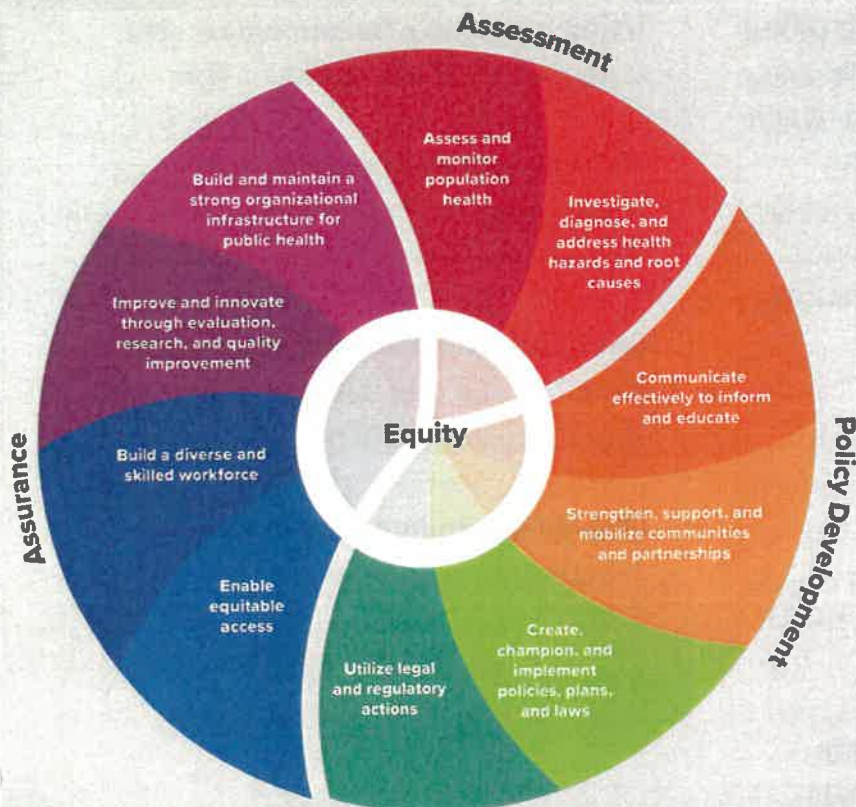 Assessment
Assess and
monitor
population
health
Investigate,
diagnose, and
address health
hazards and root
causes
Policy Development
Communicate
effectively to inform
and educate
Strengthen, support, and
mobilize communities
and partnerships
Create,
champion, and
implement
policies, plans,
and laws
Utilize legal
and regulatory
actions
Assurance
Enable
equitable
access
Build a diverse and
skilled workforce
Improve and innovate
through evaluation,
research, and quality
improvement
Build and maintain a
strong organizational
infrastructure for
public health
Equity